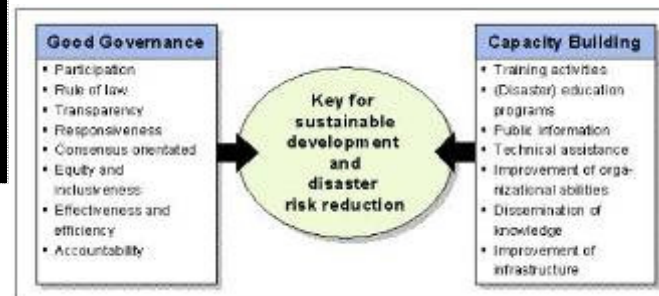 Good Governance
• Participation
• Rule of law
• Transparency
• Responsiveness
• Consensus orientated
• Equity and
inclusiveness
• Effectiveness and
efficiency
• Accountability
Key for
sustainable
development
and
disaster
risk reduction
Capacity Building
• Training activities
• (Disaster) education
programs
• Public information
• Technical assistance
• Improvement of orga-
nizational abilities
• Dissemination of
knowledge
• Improvement of
infrastructure